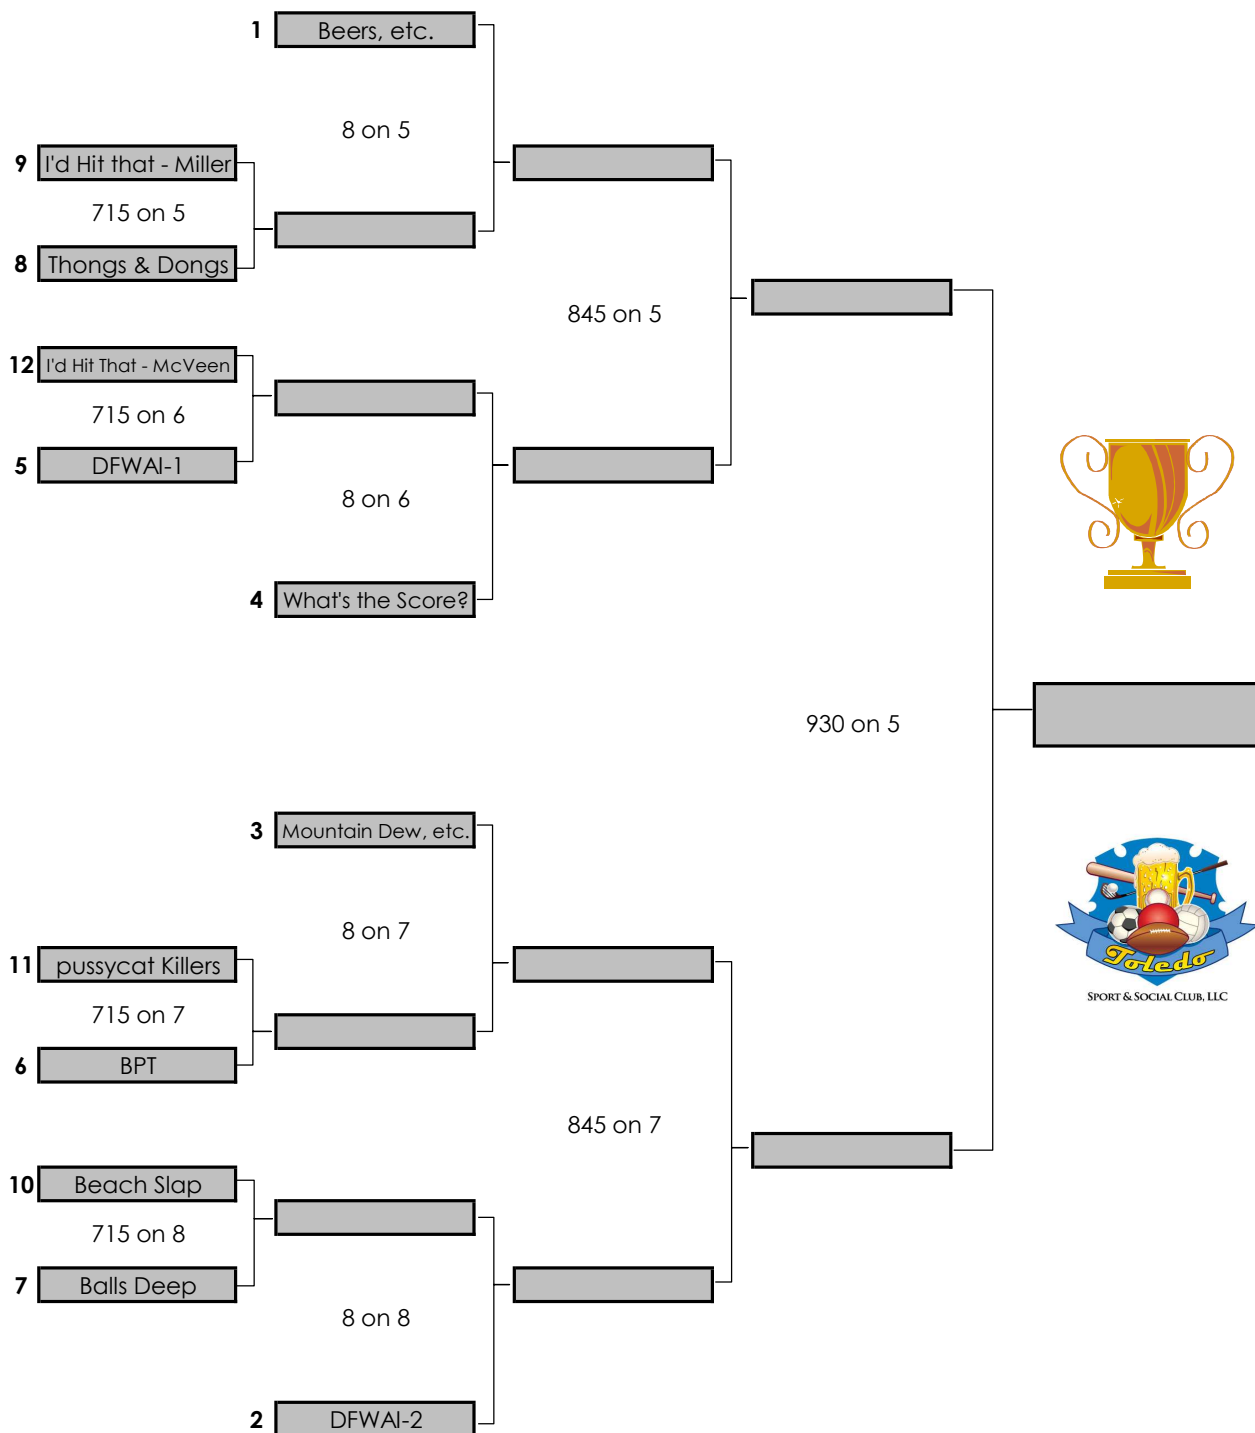 1 Beers, etc.
8 on 5
9 I'd Hit that - Miller
715 on 5
8 Thongs & Dongs
845 on 5
12 I'd Hit That - McVeen
715 on 6
5 DFWAI-1
8 on 6
4 What's the Score?
930 on 5
3 Mountain Dew, etc.
8 on 7
11 pussycat Killers
715 on 7
6 BPT
845 on 7
10 Beach Slap
715 on 8
7 Balls Deep
8 on 8
2 DFWAI-2
Toledo
SPORT & SOCIAL CLUB, LLC